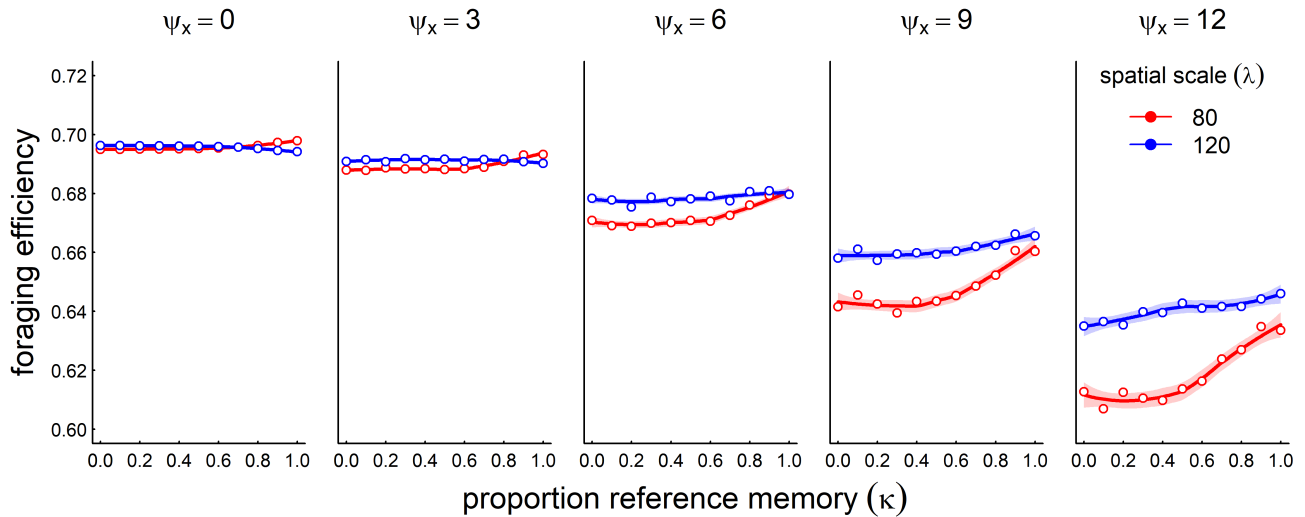 ψx = 0
ψx = 3
ψx = 6
ψx = 9
ψx = 12
foraging efficiency
0.72
0.70
0.68
0.66
0.64
0.62
0.60
spatial scale (λ)
80
120
0.0 0.2 0.4 0.6 0.8 1.0
0.0 0.2 0.4 0.6 0.8 1.0
0.0 0.2 0.4 0.6 0.8 1.0
0.0 0.2 0.4 0.6 0.8 1.0
0.0 0.2 0.4 0.6 0.8 1.0
proportion reference memory (κ)